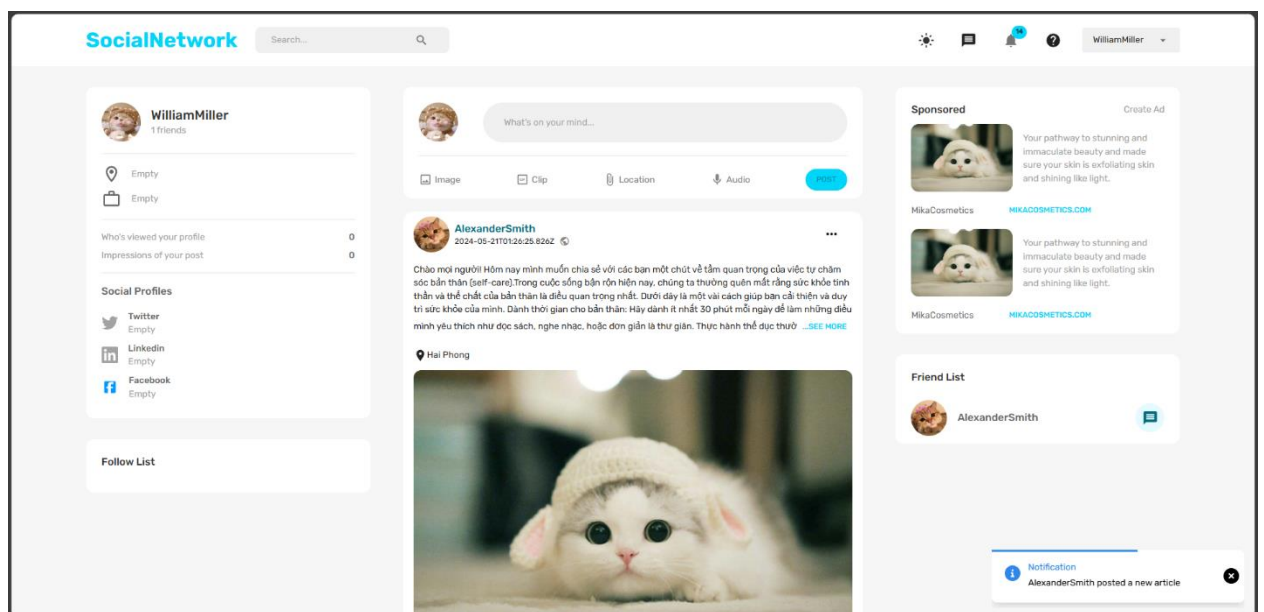 SocialNetwork
Search...
14
WilliamMiller
WilliamMiller
1 friends
Empty
Empty
Who's viewed your profile 0
Impressions of your post 0
Social Profiles
Twitter
Empty
Linkedin
Empty
Facebook
Empty
Follow List
What's on your mind...
Image Clip Location Audio POST
AlexanderSmith
2024-05-21T01:26:25.826Z
Chào mọi người! Hôm nay mình muốn chia sẻ với các bạn một chút về tầm quan trọng của việc tự chăm
sóc bản thân (self-care).Trong cuộc sống bận rộn hiện nay, chúng ta thường quên mất rằng sức khỏe tinh
thần và thể chất của bản thân là điều quan trọng nhất. Dưới đây là một vài cách giúp bạn cải thiện và duy
trì sức khỏe của mình. Dành thời gian cho bản thân: Hãy dành ít nhất 30 phút mỗi ngày để làm những điều
mình yêu thích như đọc sách, nghe nhạc, hoặc đơn giản là thư giãn. Thực hành thể dục thườ ...SEE MORE
Hai Phong
Sponsored Create Ad
Your pathway to stunning and
immaculate beauty and made
sure your skin is exfoliating skin
and shining like light.
MikaCosmetics MIKACOSMETICS.COM
Your pathway to stunning and
immaculate beauty and made
sure your skin is exfoliating skin
and shining like light.
MikaCosmetics MIKACOSMETICS.COM
Friend List
AlexanderSmith
Notification
AlexanderSmith posted a new article